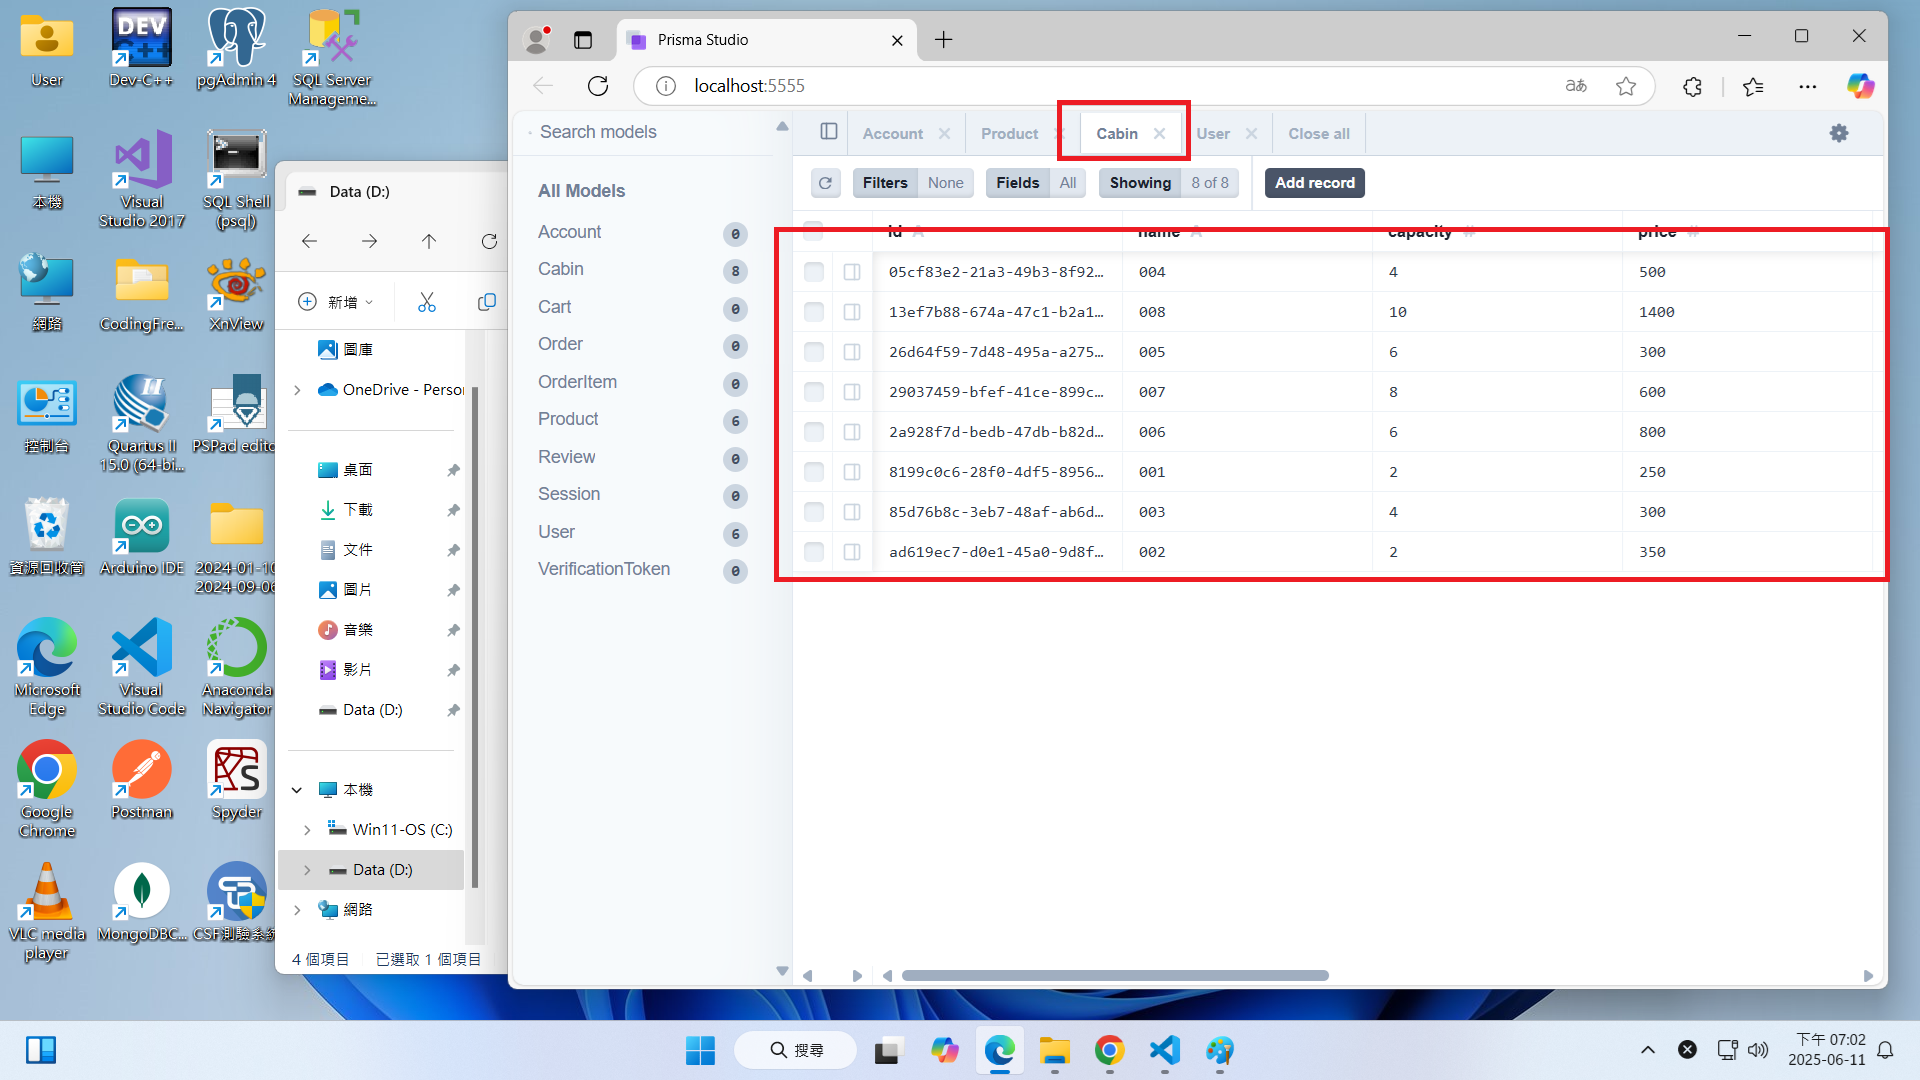 User
Dev-C++
pgAdmin 4
SQL Server
Manageme...
本機
Visual
Studio 2017
SQL Shell
(psql)
網路
CodingFre...
XnView
控制台
Quartus II
15.0 (64-bi...
PSPad edito
資源回收筒
Arduino IDE
2024-01-10
2024-09-06
Microsoft
Edge
Visual
Studio Code
Anaconda
Navigator
Google
Chrome
Postman
Spyder
VLC media
player
MongoDBC...
CSF測驗系統
Data (D:)
新增
圖庫
OneDrive - Person
桌面
下載
文件
圖片
音樂
影片
Data (D:)
本機
Win11-OS (C:)
Data (D:)
網路
4 個項目
已選取 1 個項目
Prisma Studio
localhost:5555
Search models
All Models
Account 0
Cabin 8
Cart 0
Order 0
OrderItem 0
Product 6
Review 0
Session 0
User 6
VerificationToken 0
Account Product Cabin User Close all
Filters None Fields All Showing 8 of 8 Add record
id A name A capacity # price #
05cf83e2-21a3-49b3-8f92… 004 4 500
13ef7b88-674a-47c1-b2a1… 008 10 1400
26d64f59-7d48-495a-a275… 005 6 300
29037459-bfef-41ce-899c… 007 8 600
2a928f7d-bedb-47db-b82d… 006 6 800
8199c0c6-28f0-4df5-8956… 001 2 250
85d76b8c-3eb7-48af-ab6d… 003 4 300
ad619ec7-d0e1-45a0-9d8f… 002 2 350
搜尋
下午 07:02
2025-06-11